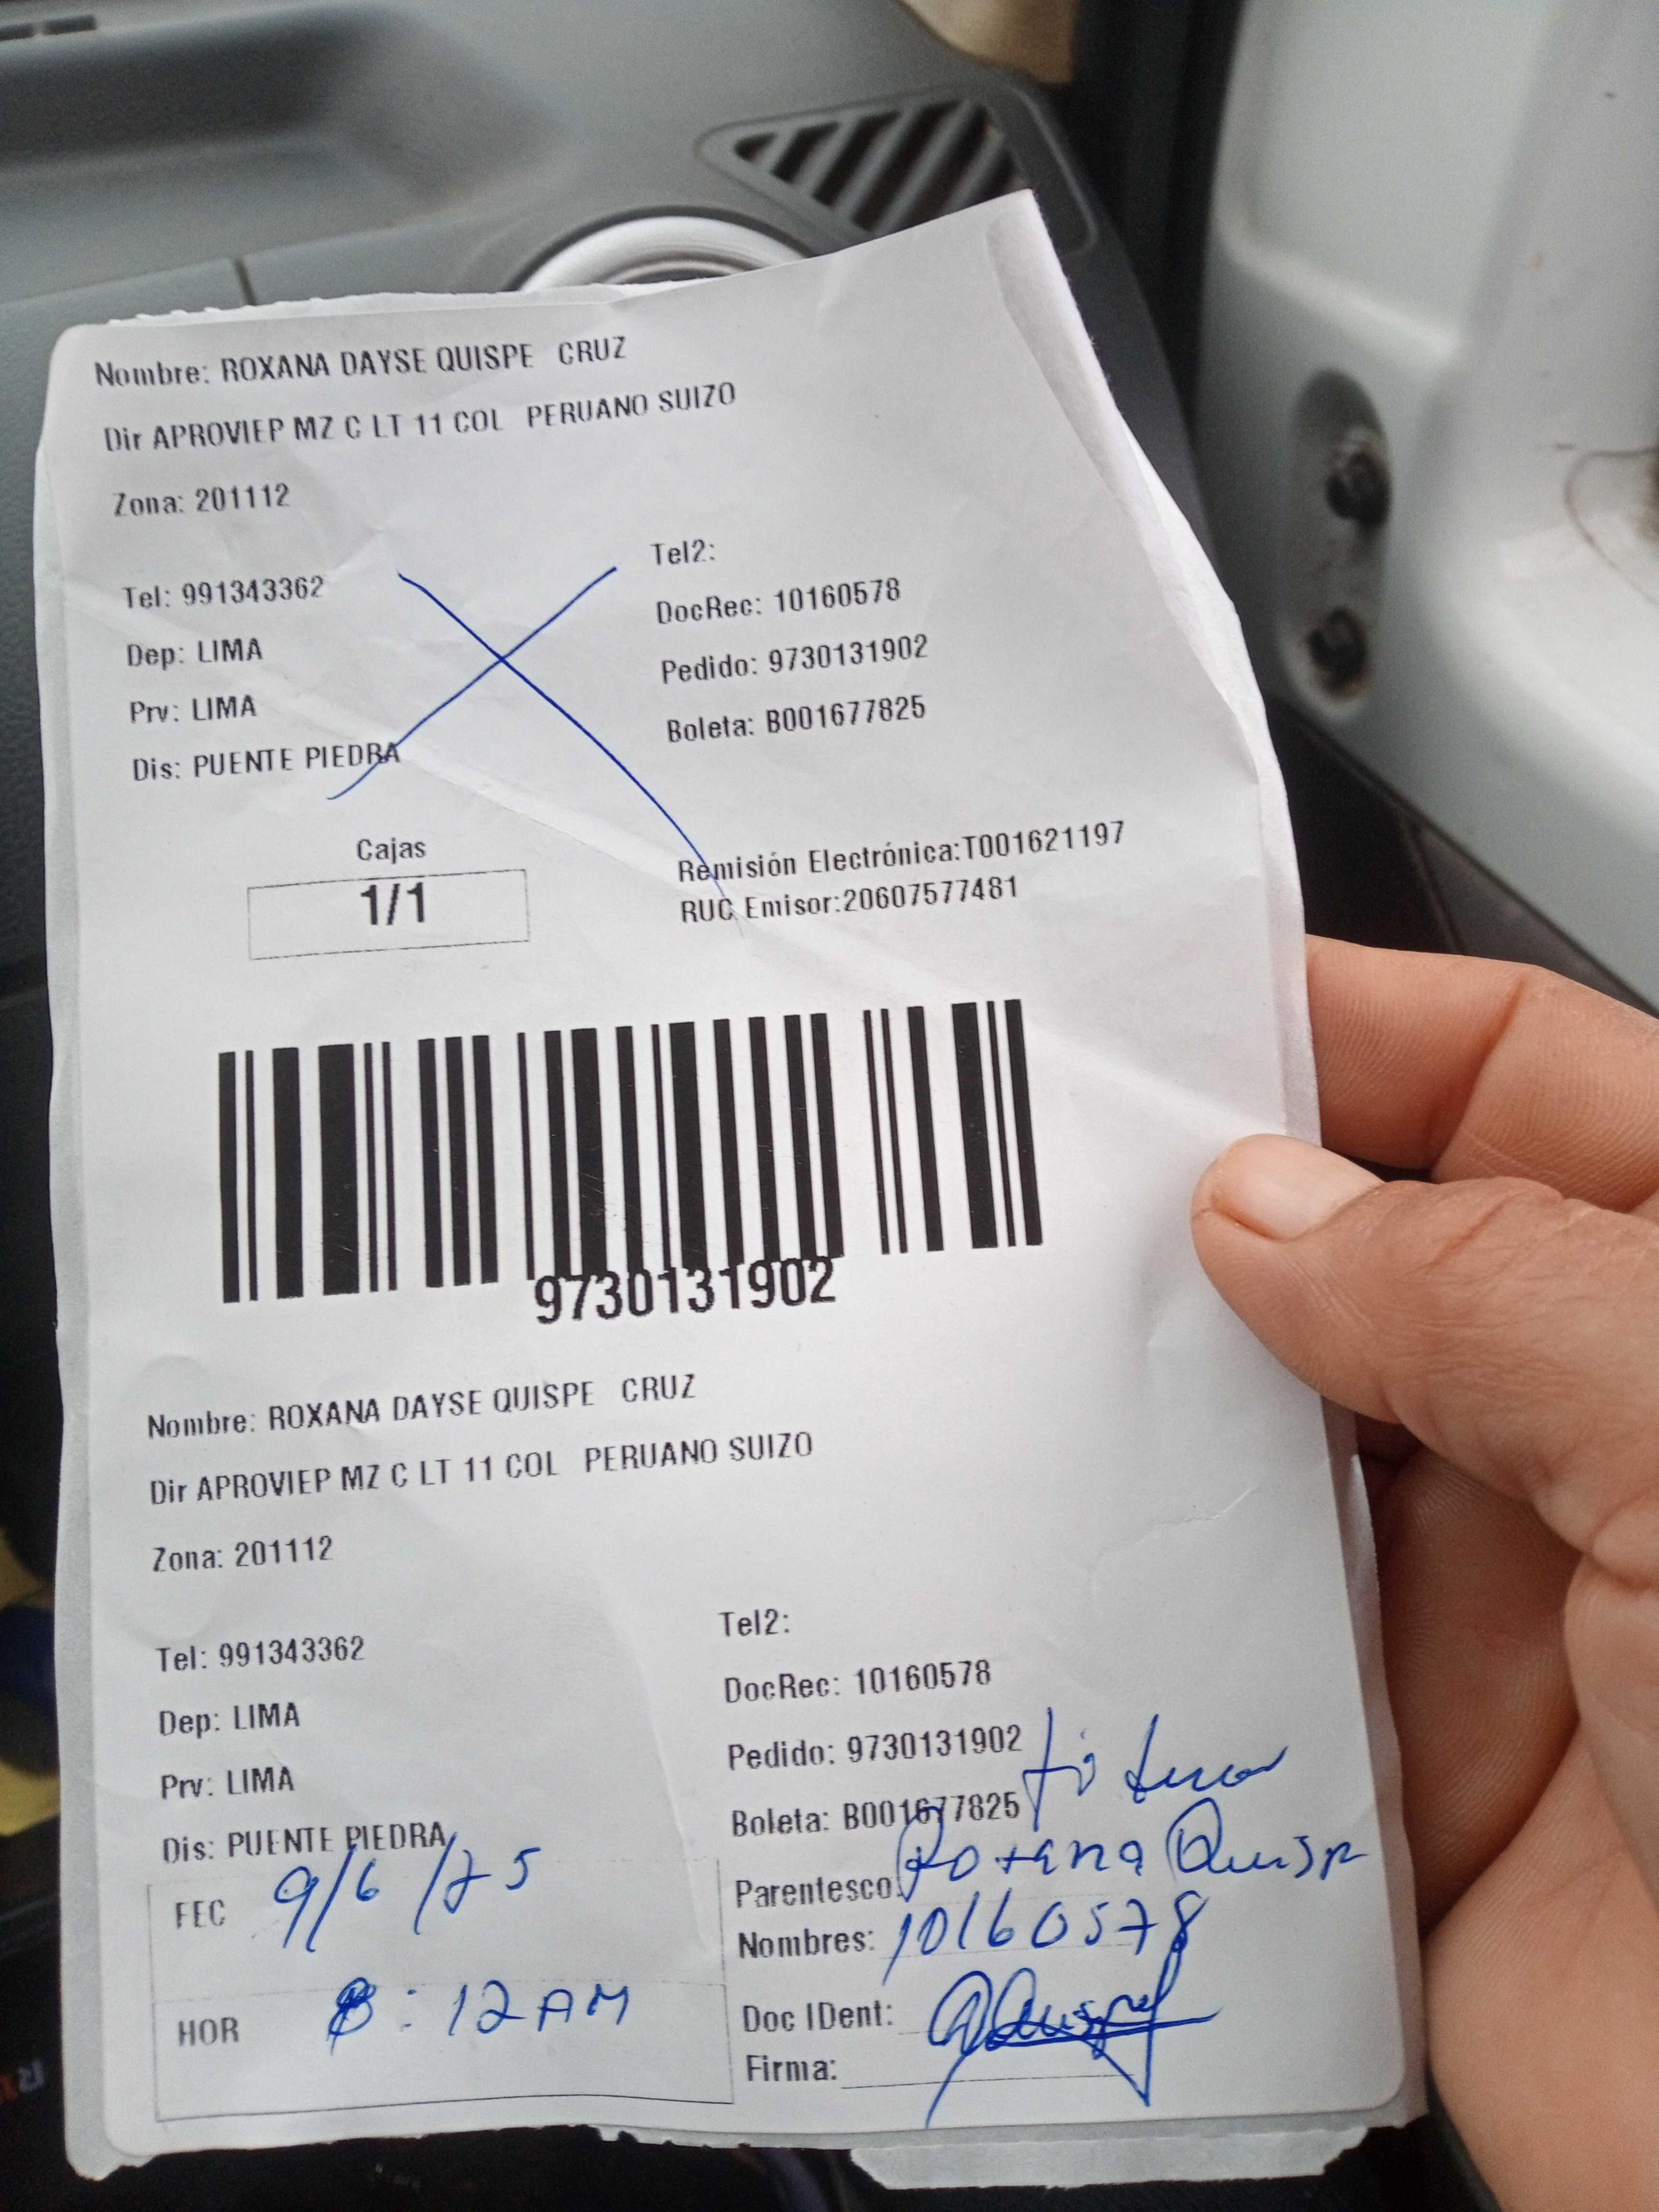 Nombre: ROXANA DAYSE QUISPE CRUZ
Dir APROVIEP MZ C LT 11 COL PERUANO SUIZO
Zona: 201112
Tel: 991343362
Tel2:
Dep: LIMA
DocRec: 10160578
Prv: LIMA
Pedido: 9730131902
Dis: PUENTE PIEDRA
Boleta: B001677825
Cajas
1/1
Remisión Electrónica:T001621197
RUC Emisor:20607577481
9730131902
Nombre: ROXANA DAYSE QUISPE CRUZ
Dir APROVIEP MZ C LT 11 COL PERUANO SUIZO
Zona: 201112
Tel: 991343362
Tel2:
Dep: LIMA
DocRec: 10160578
Prv: LIMA
Pedido: 9730131902
Dis: PUENTE PIEDRA
Boleta: B001677825
FEC 9/6/25
Parentesco: Roxana Quisp
Nombres: 10160578
HOR 8:12 AM
Doc IDent:
Firma: